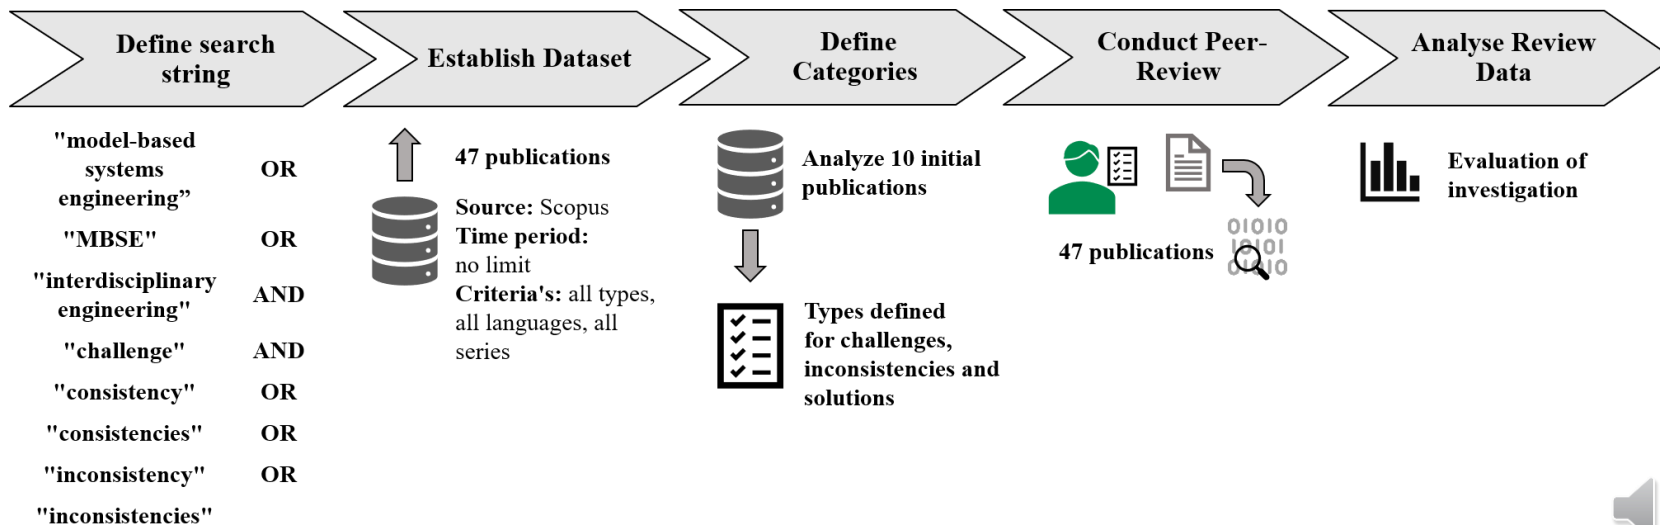 Define search
string
Establish Dataset
Define
Categories
Conduct Peer-
Review
Analyse Review
Data
"model-based
systems
engineering”
OR
"MBSE"
OR
"interdisciplinary
engineering"
AND
"challenge"
AND
"consistency"
OR
"consistencies"
OR
"inconsistency"
OR
"inconsistencies"
47 publications
Source: Scopus
Time period:
no limit
Criteria's: all types,
all languages, all
series
Analyze 10 initial
publications
Types defined
for challenges,
inconsistencies and
solutions
47 publications
01010
10101
01010
Evaluation of
investigation